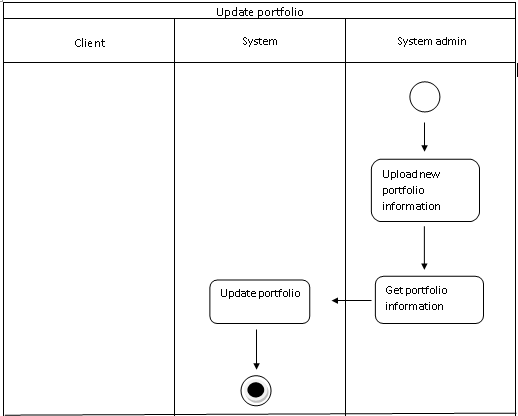 Update portfolio
Client
System
System admin
Upload new
portfolio
information
Update portfolio
Get portfolio
information